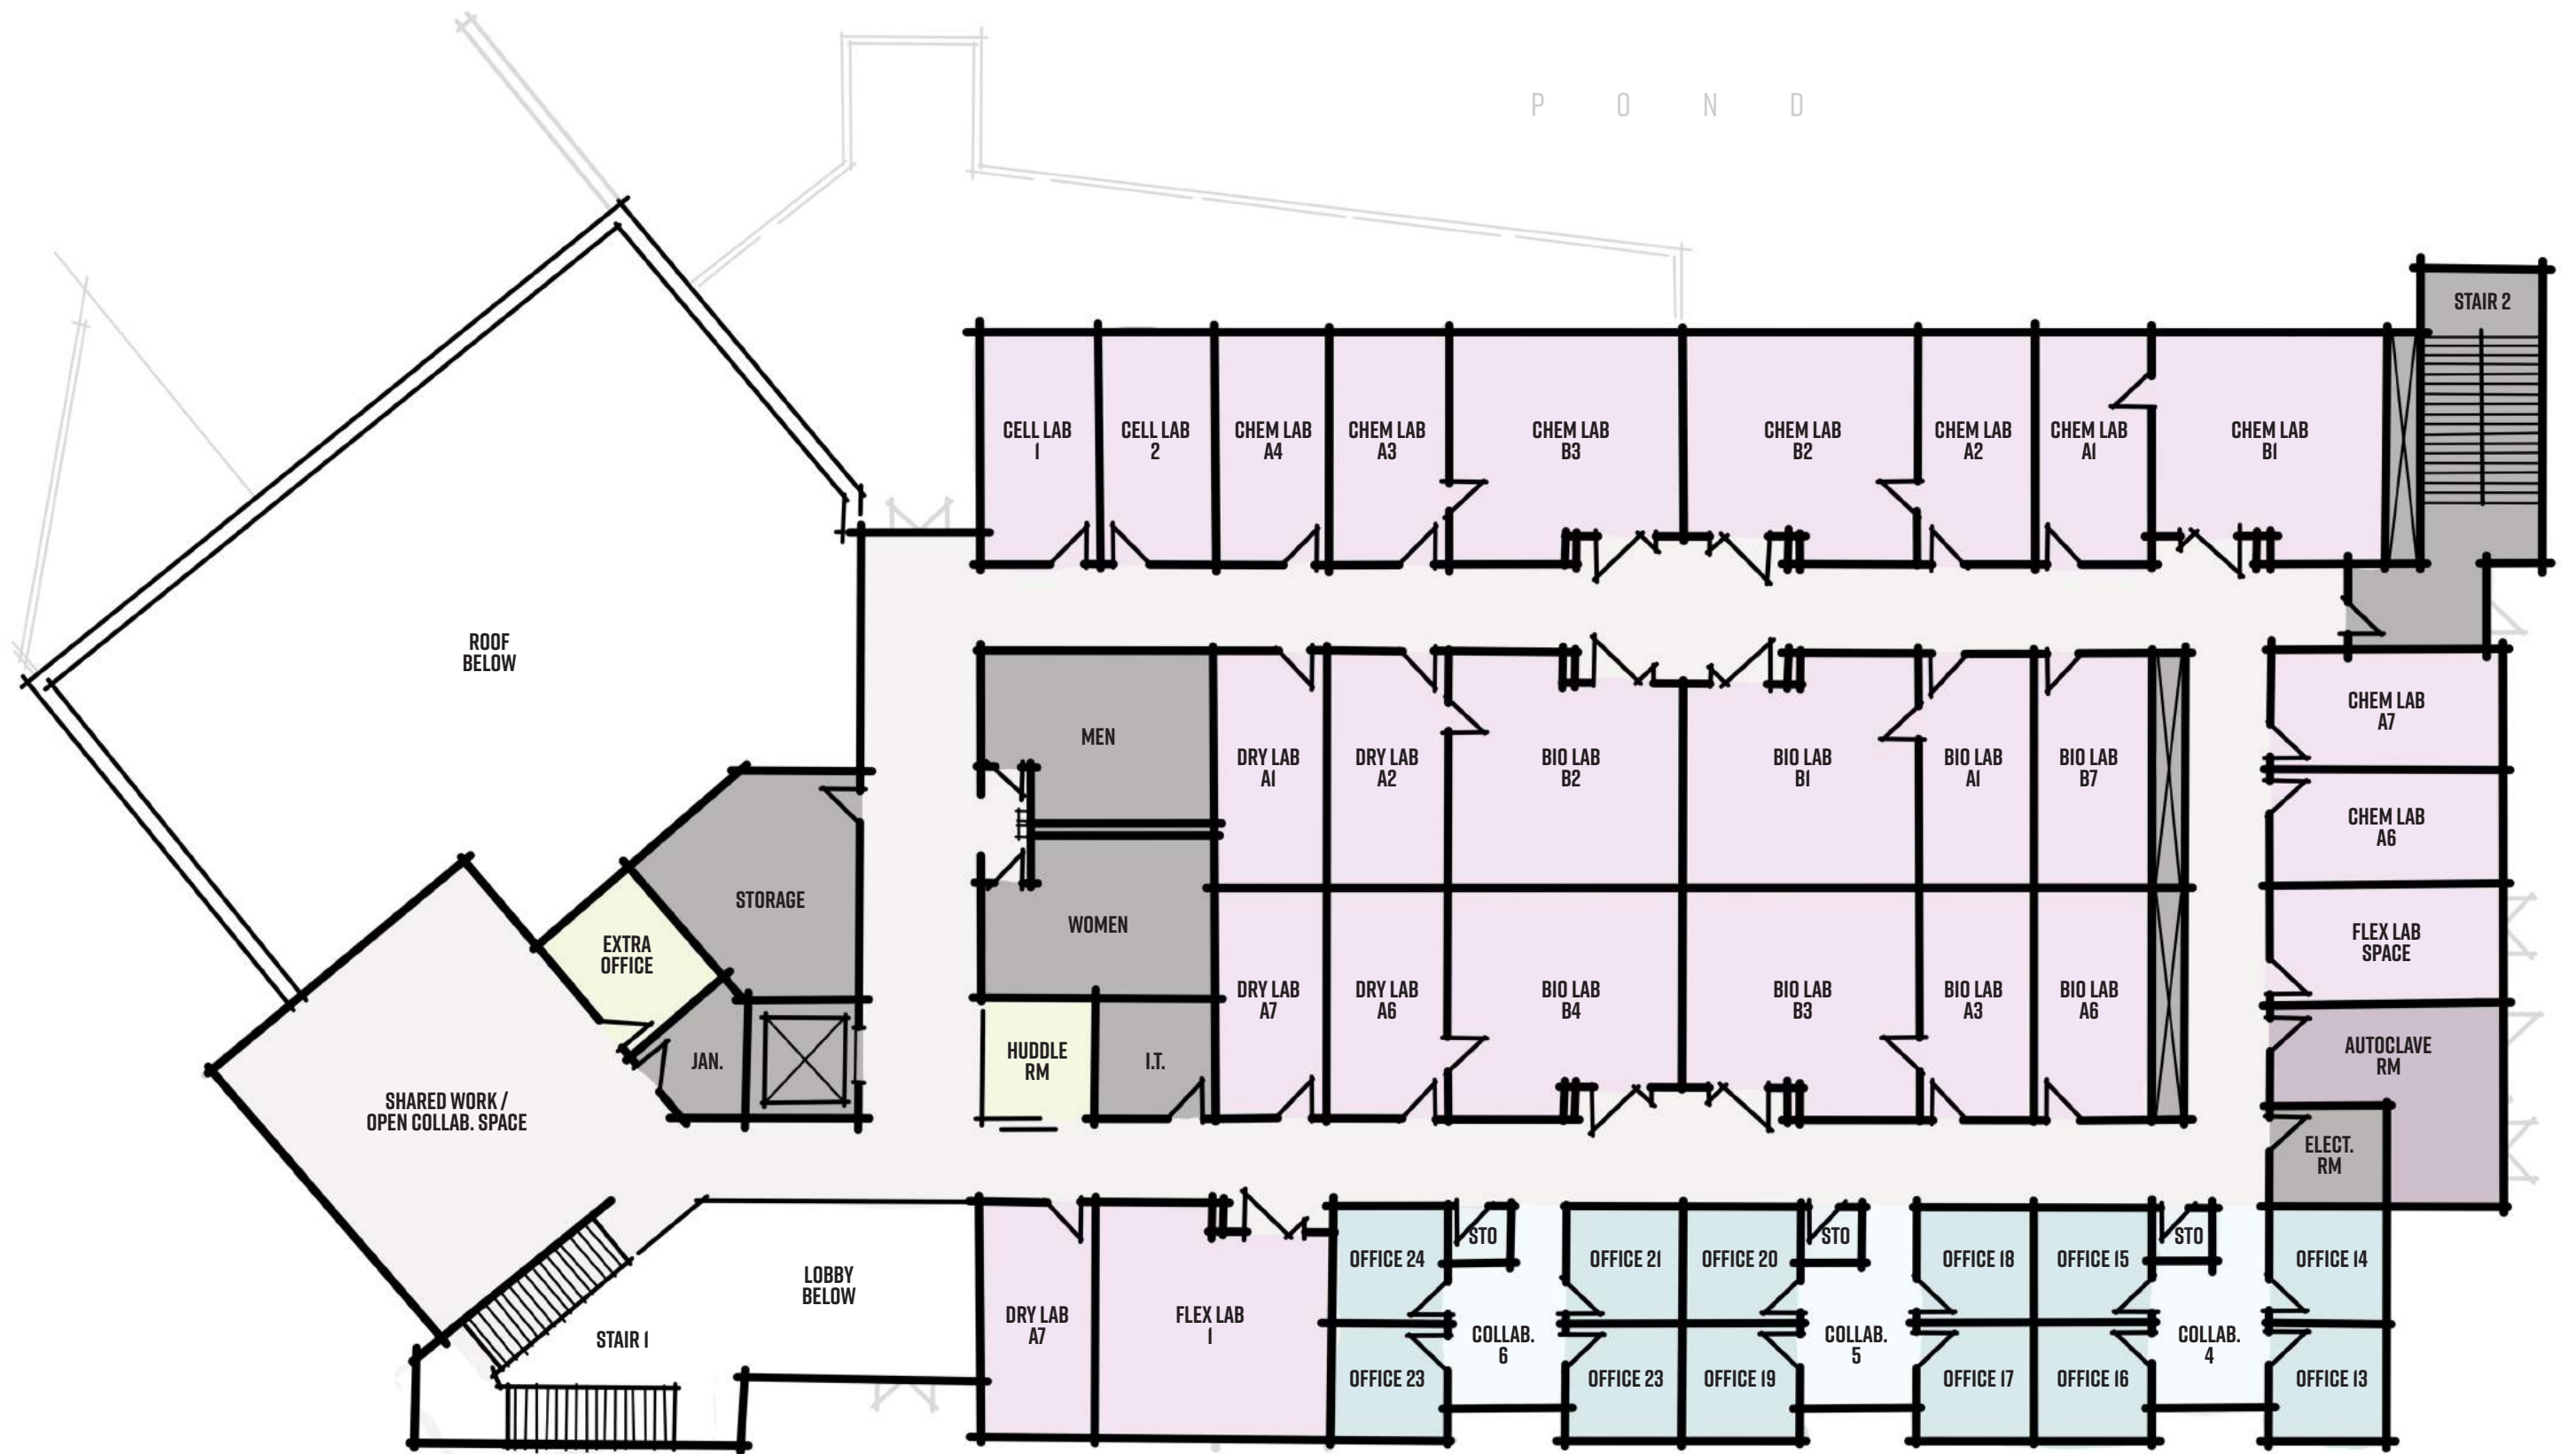 P O N D
STAIR 2
CELL LAB
1
CELL LAB
2
CHEM LAB
A4
CHEM LAB
A3
CHEM LAB
B3
CHEM LAB
B2
CHEM LAB
A2
CHEM LAB
A1
CHEM LAB
B1
ROOF
BELOW
MEN
DRY LAB
A1
DRY LAB
A2
BIO LAB
B2
BIO LAB
B1
BIO LAB
A1
BIO LAB
B7
CHEM LAB
A7
CHEM LAB
A6
STORAGE
EXTRA
OFFICE
WOMEN
FLEX LAB
SPACE
DRY LAB
A7
DRY LAB
A6
BIO LAB
B4
BIO LAB
B3
BIO LAB
A3
BIO LAB
A6
HUDDLE
RM
I.T.
JAN.
AUTOCLAVE
RM
SHARED WORK /
OPEN COLLAB. SPACE
ELECT.
RM
LOBBY
BELOW
STAIR 1
DRY LAB
A7
FLEX LAB
1
OFFICE 24
STO
OFFICE 21
OFFICE 20
STO
OFFICE 18
OFFICE 15
STO
OFFICE 14
COLLAB.
6
COLLAB.
5
COLLAB.
4
OFFICE 23
OFFICE 23
OFFICE 19
OFFICE 17
OFFICE 16
OFFICE 13